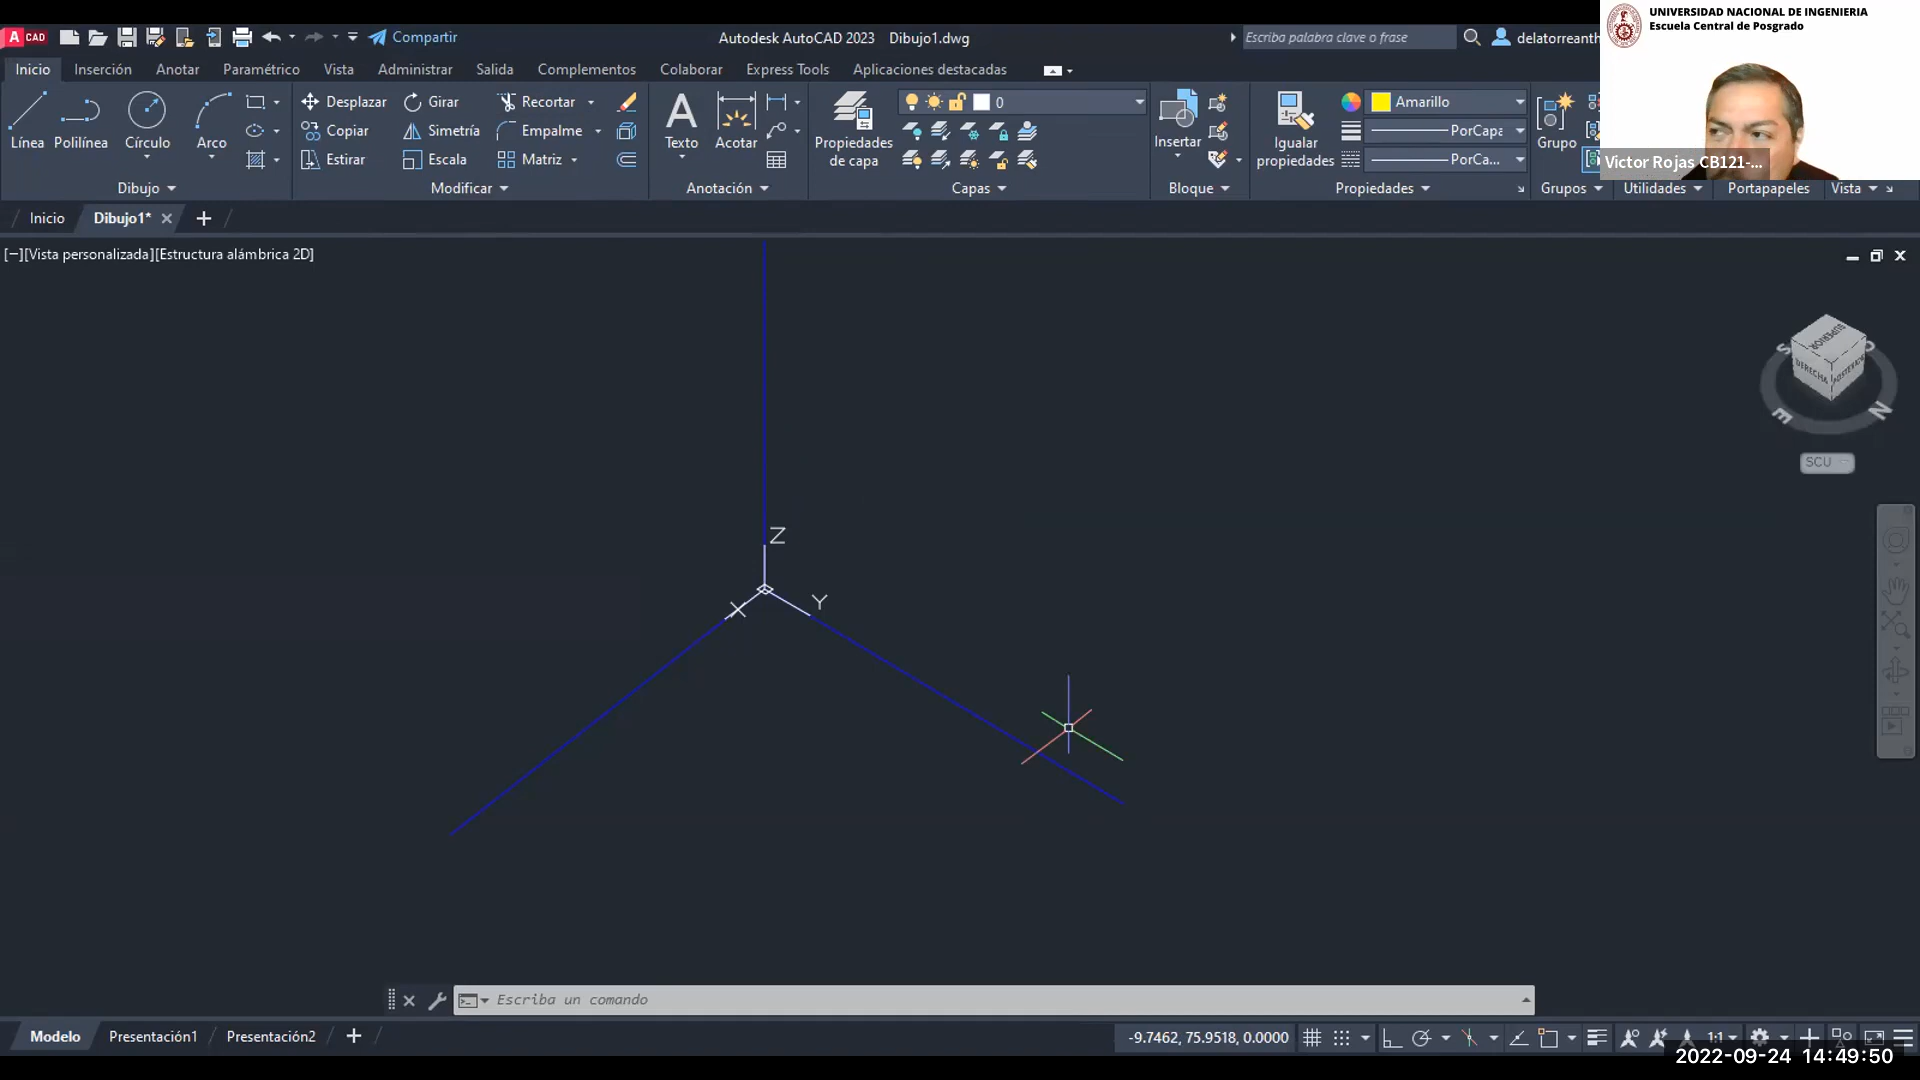 UNIVERSIDAD NACIONAL DE INGENIERIA
Escuela Central de Posgrado
CAD
Compartir
Autodesk AutoCAD 2023 Dibujo1.dwg
Escriba palabra clave o frase
delatorreanth
Inicio Inserción Anotar Paramétrico Vista Administrar Salida Complementos Colaborar Express Tools Aplicaciones destacadas
Línea Polilínea Círculo Arco
Desplazar Girar Recortar
Copiar Simetría Empalme
Estirar Escala Matriz
Texto Acotar
Propiedades de capa
0
Insertar
Igualar propiedades
Amarillo
PorCapa
PorCa...
Grupo
Victor Rojas CB121-...
Dibujo Modificar Anotación Capas Bloque Propiedades Grupos Utilidades Portapapeles Vista
Inicio Dibujo1* +
[−][Vista personalizada][Estructura alámbrica 2D]
SUPERIOR
DERECHA
POSTERIOR
S O
E N
SCU
Z
X Y
Escriba un comando
Modelo Presentación1 Presentación2 +
-9.7462, 75.9518, 0.0000
1:1
2022-09-24 14:49:50